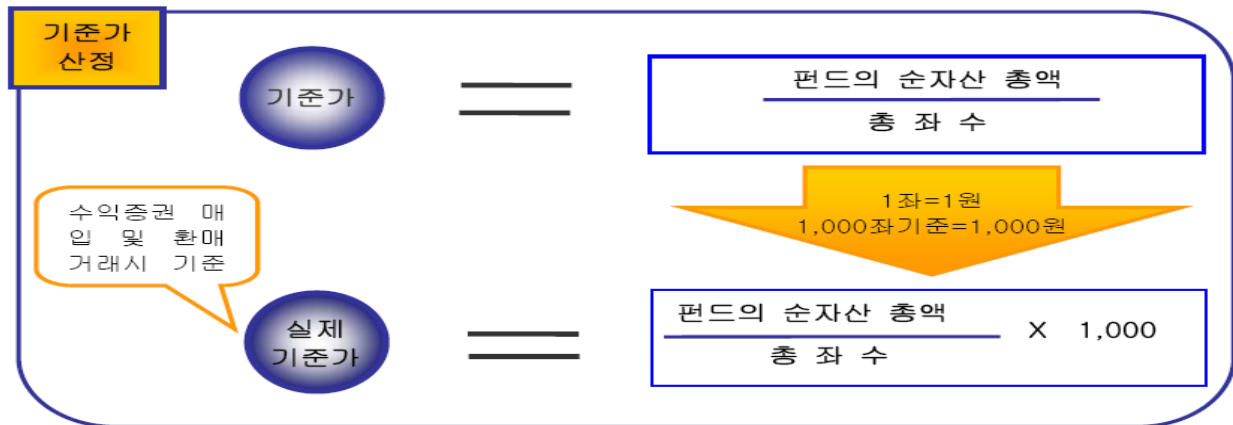 기준가
산정
기준가
펀드의 순자산 총액
총 좌 수
1좌=1원
1,000좌기준=1,000원
수익증권 매
입 및 환매
거래시 기준
실제
기준가
펀드의 순자산 총액
총 좌 수
X 1,000